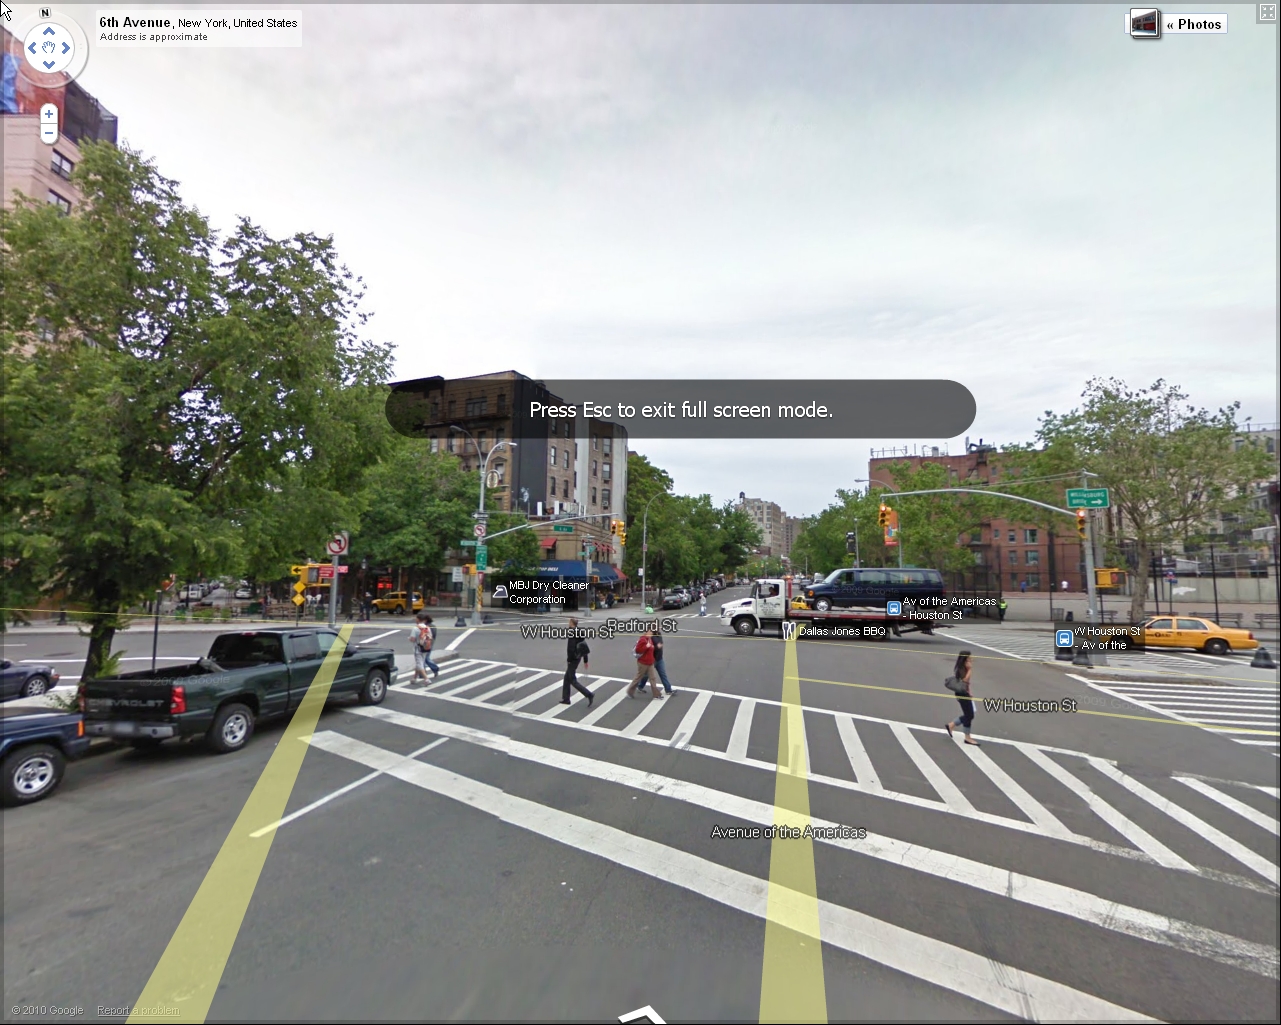 N
6th Avenue, New York, United States
Address is approximate
« Photos
Press Esc to exit full screen mode.
MBJ Dry Cleaner
Corporation
Av of the Americas
- Houston St
W Houston St
Bedford St
Dallas Jones BBQ
W Houston St
- Av of the
CHEVROLET
W Houston St
Avenue of the Americas
© 2010 Google
Report a problem